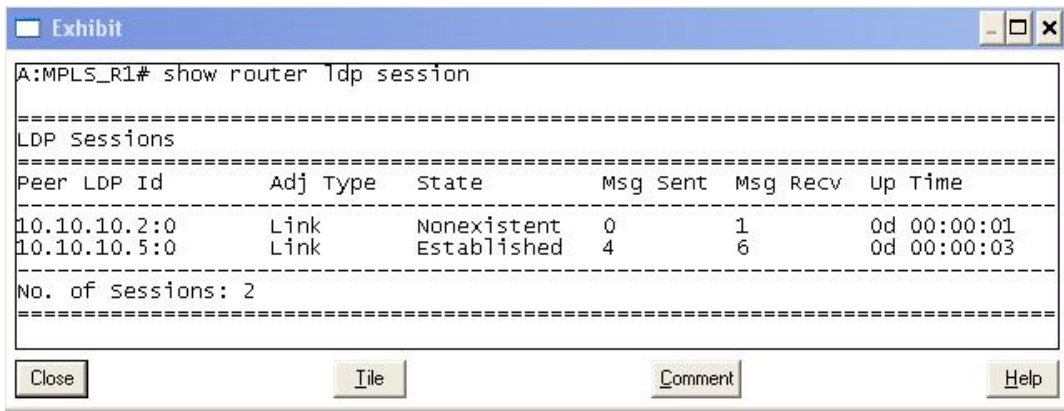 Exhibit
A:MPLS_R1# show router ldp session
===============================================================================
LDP Sessions
===============================================================================
Peer LDP Id        Adj Type   State         Msg Sent  Msg Recv  Up Time
-------------------------------------------------------------------------------
10.10.10.2:0       Link       Nonexistent   0         1         0d 00:00:01
10.10.10.5:0       Link       Established   4         6         0d 00:00:03
-------------------------------------------------------------------------------
No. of Sessions: 2
===============================================================================
Close Tile Comment Help